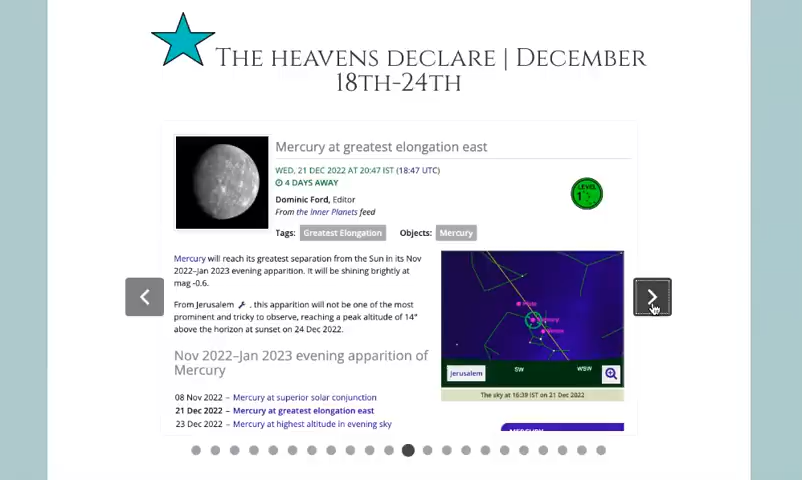 The heavens declare | December
18th-24th
Mercury at greatest elongation east
WED, 21 DEC 2022 AT 20:47 IST (18:47 UTC)
4 DAYS AWAY
Dominic Ford, Editor
From the Inner Planets feed
LEVEL
1
Tags: Greatest Elongation Objects: Mercury
Mercury will reach its greatest separation from the Sun in its Nov
2022–Jan 2023 evening apparition. It will be shining brightly at
mag -0.6.
From Jerusalem , this apparition will not be one of the most
prominent and tricky to observe, reaching a peak altitude of 14°
above the horizon at sunset on 24 Dec 2022.
Nov 2022–Jan 2023 evening apparition of
Mercury
08 Nov 2022 – Mercury at superior solar conjunction
21 Dec 2022 – Mercury at greatest elongation east
23 Dec 2022 – Mercury at highest altitude in evening sky
Jerusalem
SW
WSW
The sky at 16:39 IST on 21 Dec 2022